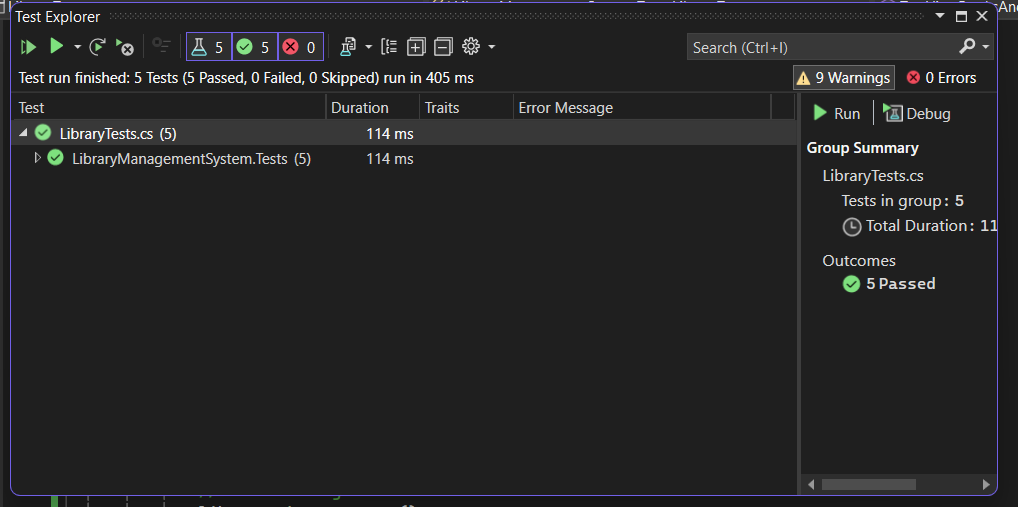 Test Explorer
5 5 0
Search (Ctrl+I)
Test run finished: 5 Tests (5 Passed, 0 Failed, 0 Skipped) run in 405 ms
9 Warnings
0 Errors
Test Duration Traits Error Message
LibraryTests.cs (5) 114 ms
LibraryManagementSystem.Tests (5) 114 ms
Run
Debug
Group Summary
LibraryTests.cs
Tests in group: 5
Total Duration: 11
Outcomes
5 Passed